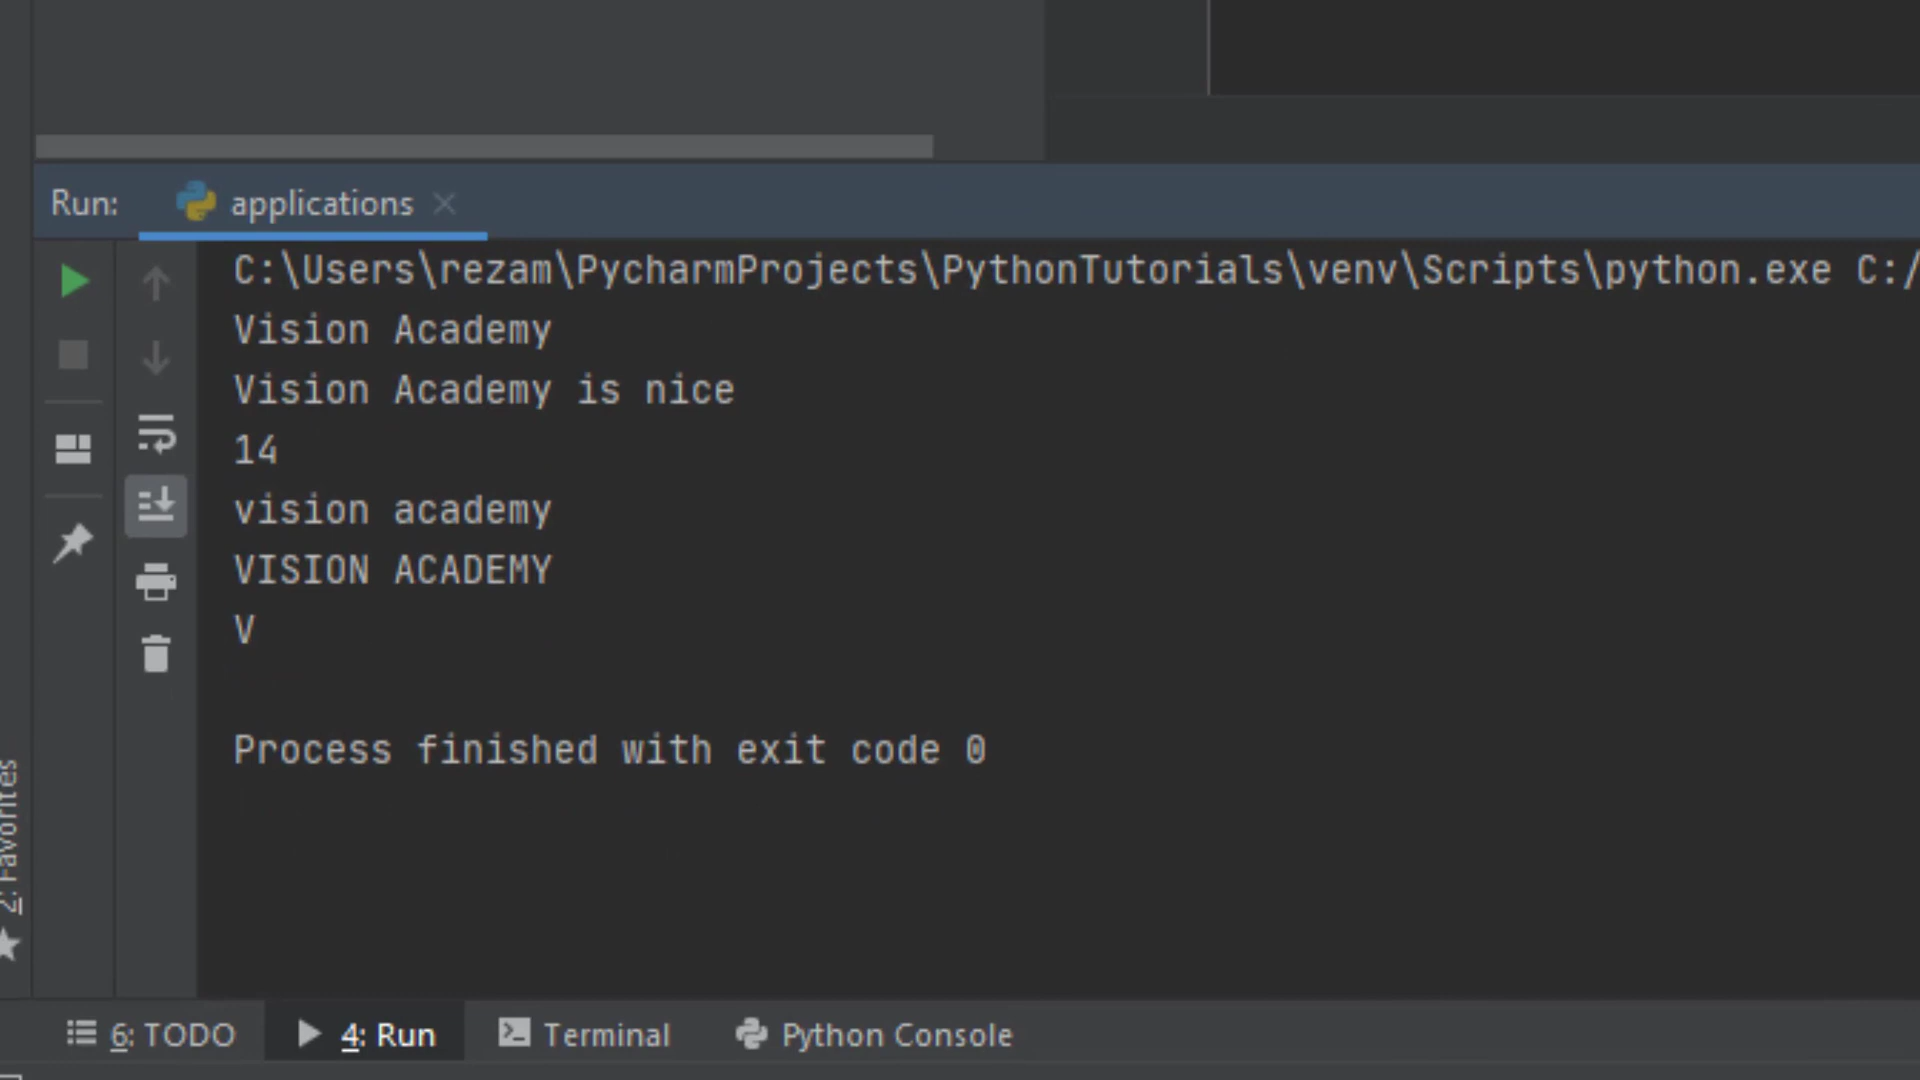 Run: applications
C:\Users\rezam\PycharmProjects\PythonTutorials\venv\Scripts\python.exe C:/
Vision Academy
Vision Academy is nice
14
vision academy
VISION ACADEMY
V
Process finished with exit code 0
2: Favorites
6: TODO 4: Run Terminal Python Console